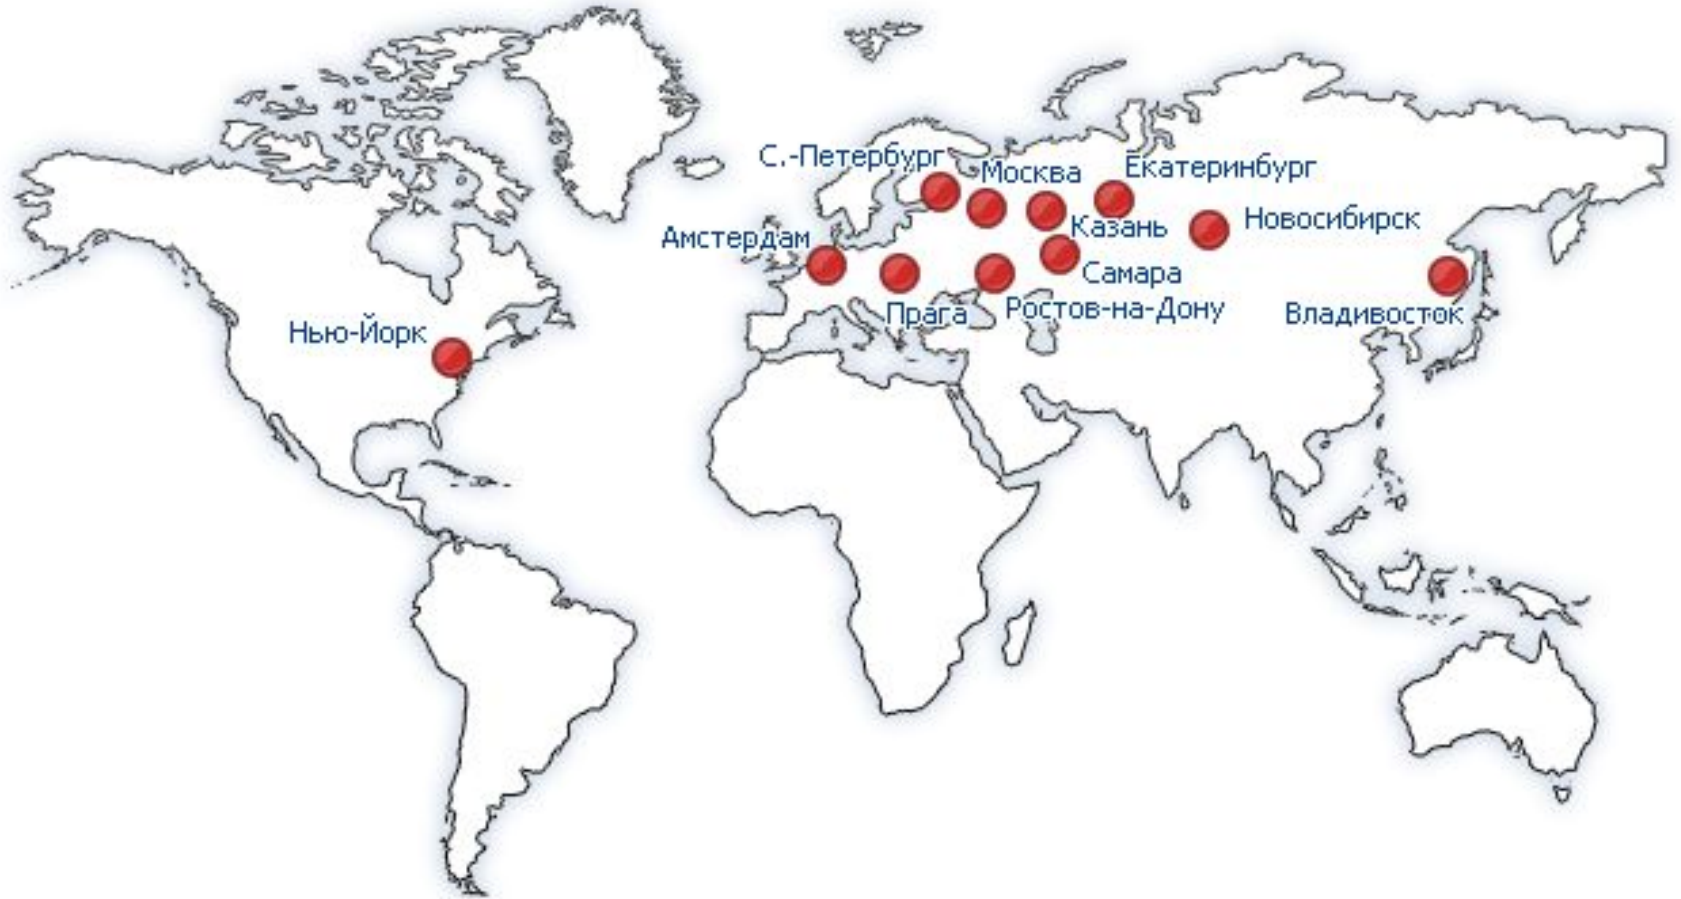 С.-Петербург
Москва
Екатеринбург
Амстердам
Казань
Новосибирск
Самара
Нью-Йорк
Прага
Ростов-на-Дону
Владивосток